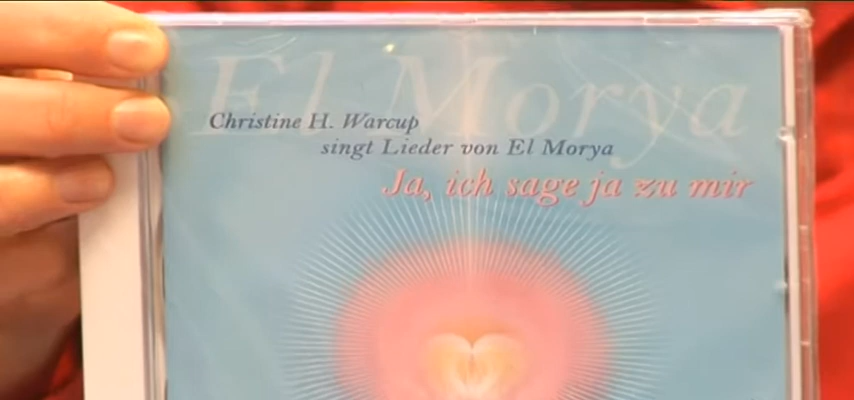 El Morya
Christine H. Warcup
singt Lieder von El Morya
Ja, ich sage ja zu mir